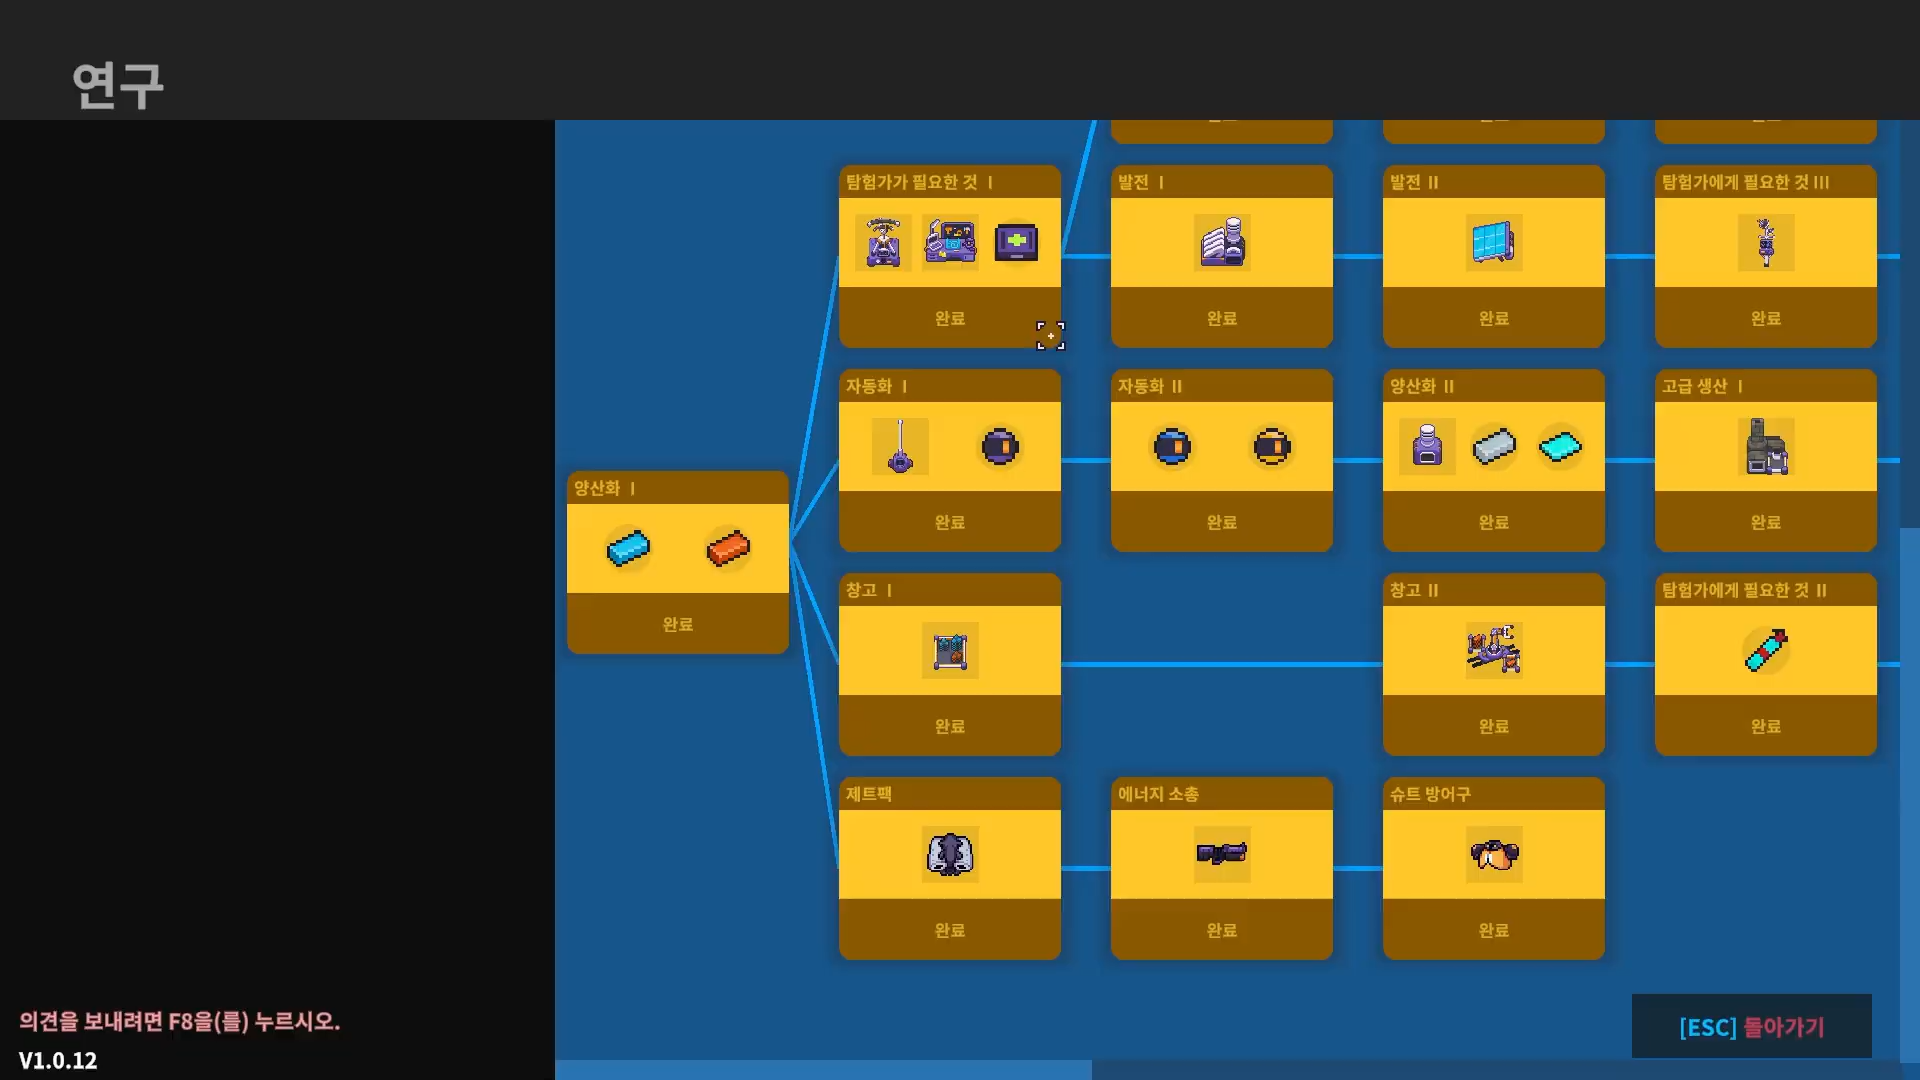 연구
탐험가가 필요한 것 I
발전 I
발전 II
탐험가에게 필요한 것 III
완료
완료
완료
완료
자동화 I
자동화 II
양산화 II
고급 생산 I
완료
완료
완료
완료
양산화 I
완료
창고 I
창고 II
탐험가에게 필요한 것 II
완료
완료
완료
제트팩
에너지 소총
슈트 방어구
완료
완료
완료
의견을 보내려면 F8을(를) 누르시오.
V1.0.12
[ESC] 돌아가기